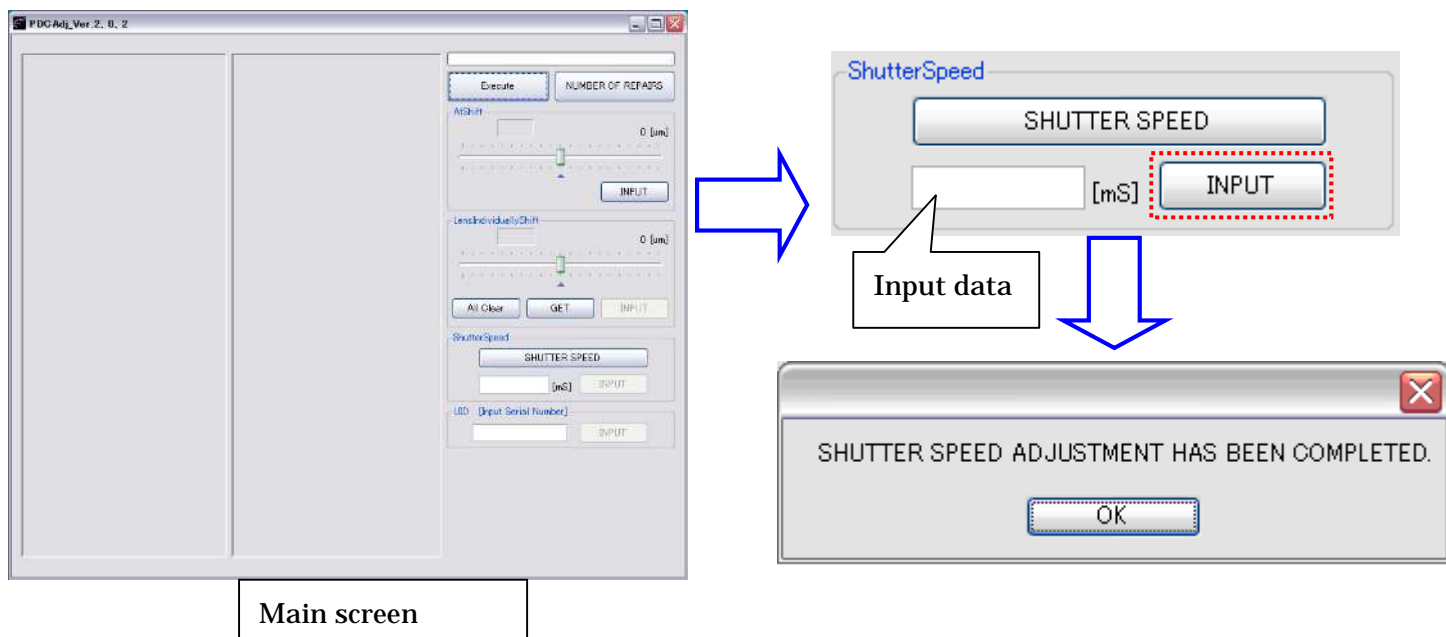 PDCAdj_Ver.2, 0, 2
Execute
NUMBER OF REPAIRS
AfShift
0 [um]
INPUT
LensIndividuallyShift
0 [um]
All Clear
GET
INPUT
ShutterSpeed
SHUTTER SPEED
[mS]
INPUT
UID [Input Serial Number]
INPUT
Main screen
ShutterSpeed
SHUTTER SPEED
[mS]
INPUT
Input data
SHUTTER SPEED ADJUSTMENT HAS BEEN COMPLETED.
OK